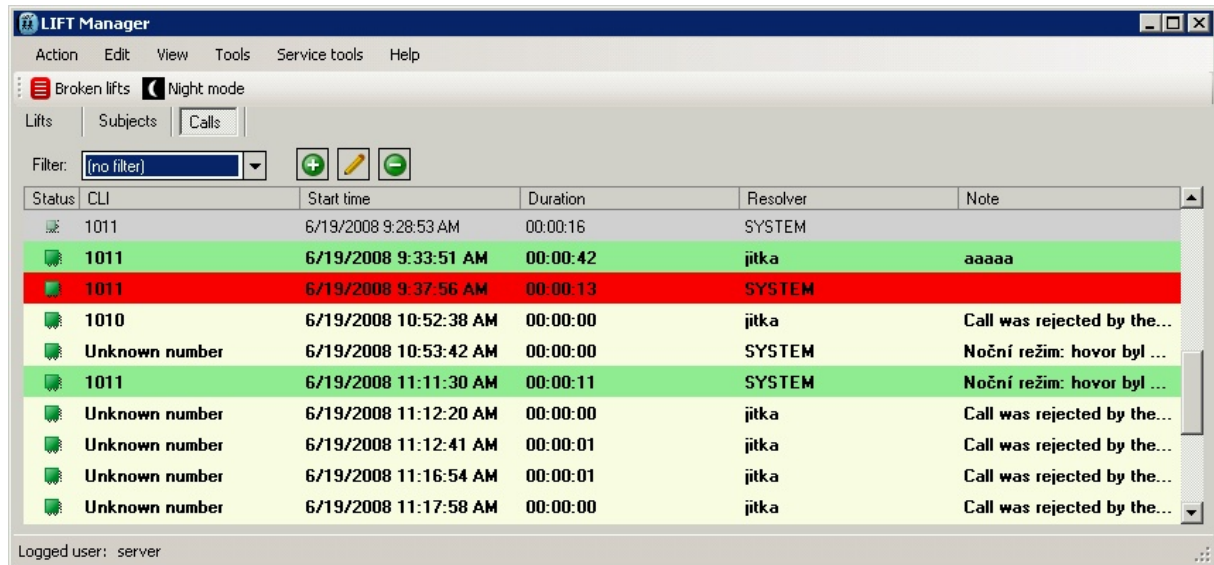 LIFT Manager
Action Edit View Tools Service tools Help
Broken lifts Night mode
Lifts Subjects Calls
Filter: (no filter)
Status CLI Start time Duration Resolver Note
1011 6/19/2008 9:28:53 AM 00:00:16 SYSTEM
1011 6/19/2008 9:33:51 AM 00:00:42 jitka aaaaa
1011 6/19/2008 9:37:56 AM 00:00:13 SYSTEM
1010 6/19/2008 10:52:38 AM 00:00:00 jitka Call was rejected by the...
Unknown number 6/19/2008 10:53:42 AM 00:00:00 SYSTEM Noční režim: hovor byl ...
1011 6/19/2008 11:11:30 AM 00:00:11 SYSTEM Noční režim: hovor byl ...
Unknown number 6/19/2008 11:12:20 AM 00:00:00 jitka Call was rejected by the...
Unknown number 6/19/2008 11:12:41 AM 00:00:01 jitka Call was rejected by the...
Unknown number 6/19/2008 11:16:54 AM 00:00:01 jitka Call was rejected by the...
Unknown number 6/19/2008 11:17:58 AM 00:00:00 jitka Call was rejected by the...
Logged user: server